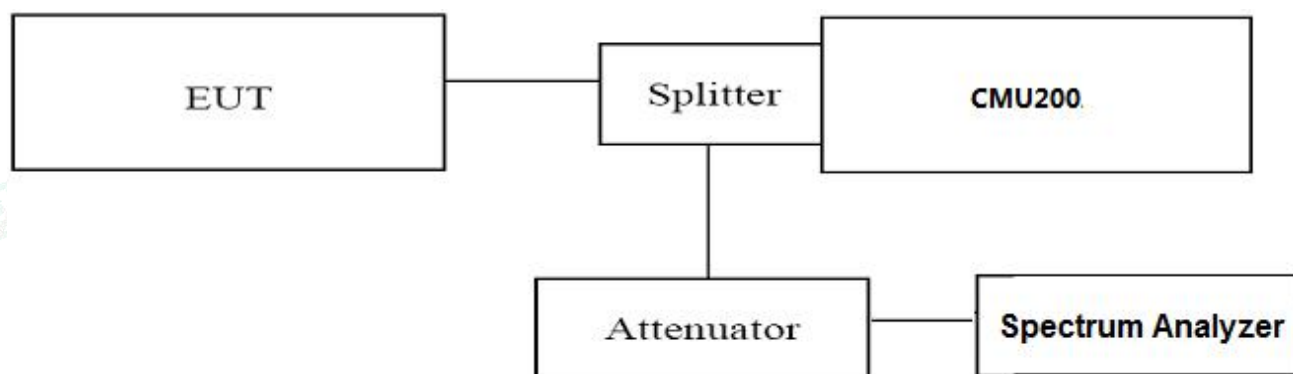 EUT
Splitter
CMU200
Attenuator
Spectrum Analyzer